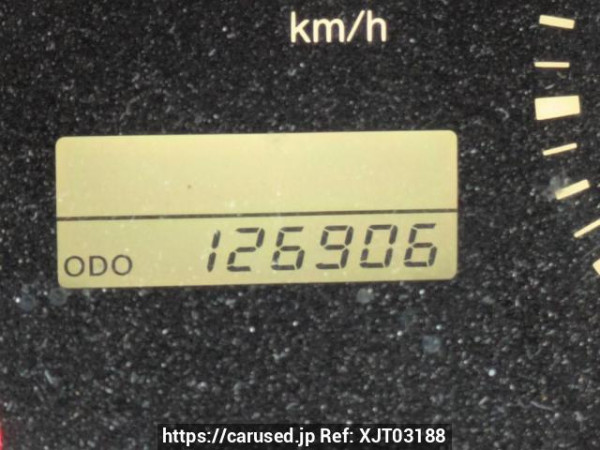 km/h
ODO 126906
https://carused.jp Ref: XJT03188